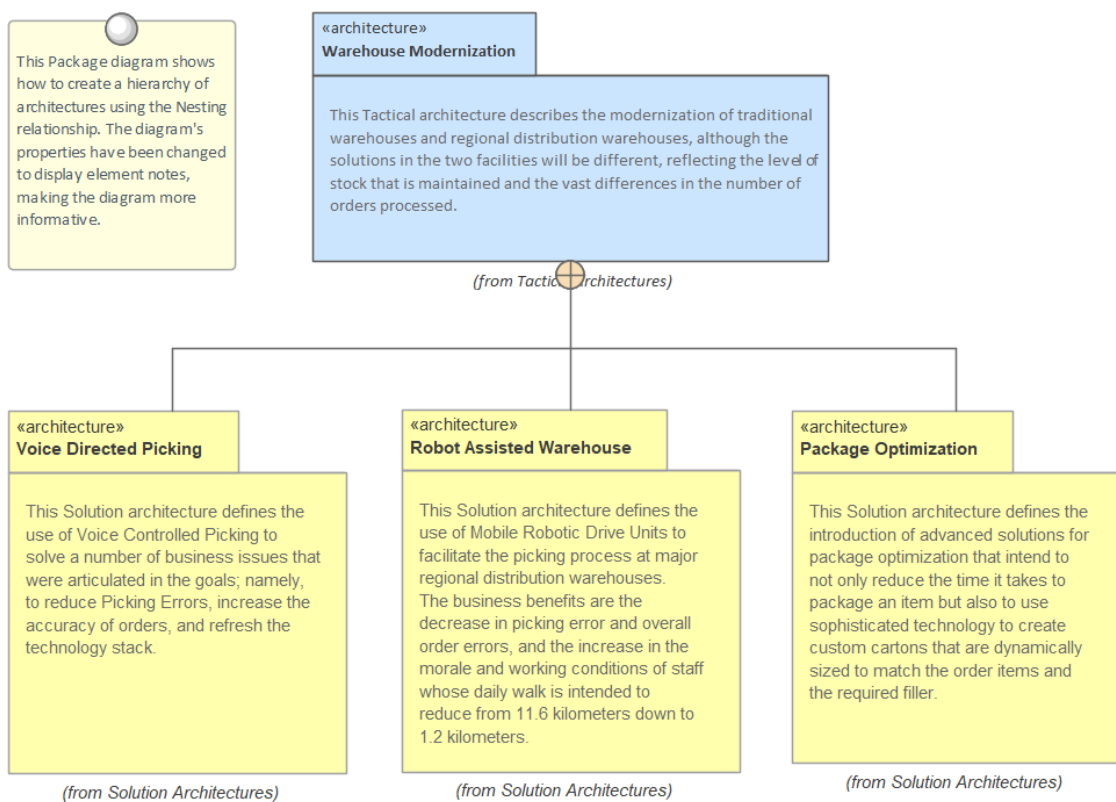 This Package diagram shows
how to create a hierarchy of
architectures using the Nesting
relationship. The diagram's
properties have been changed
to display element notes,
making the diagram more
informative.
«architecture»
Warehouse Modernization
This Tactical architecture describes the modernization of traditional
warehouses and regional distribution warehouses, although the
solutions in the two facilities will be different, reflecting the level of
stock that is maintained and the vast differences in the number of
orders processed.
(from Tactical Architectures)
«architecture»
Voice Directed Picking
This Solution architecture defines the
use of Voice Controlled Picking to
solve a number of business issues that
were articulated in the goals; namely,
to reduce Picking Errors, increase the
accuracy of orders, and refresh the
technology stack.
(from Solution Architectures)
«architecture»
Robot Assisted Warehouse
This Solution architecture defines the
use of Mobile Robotic Drive Units to
facilitate the picking process at major
regional distribution warehouses.
The business benefits are the
decrease in picking error and overall
order errors, and the increase in the
morale and working conditions of staff
whose daily walk is intended to
reduce from 11.6 kilometers down to
1.2 kilometers.
(from Solution Architectures)
«architecture»
Package Optimization
This Solution architecture defines the
introduction of advanced solutions for
package optimization that intend to
not only reduce the time it takes to
package an item but also to use
sophisticated technology to create
custom cartons that are dynamically
sized to match the order items and
the required filler.
(from Solution Architectures)